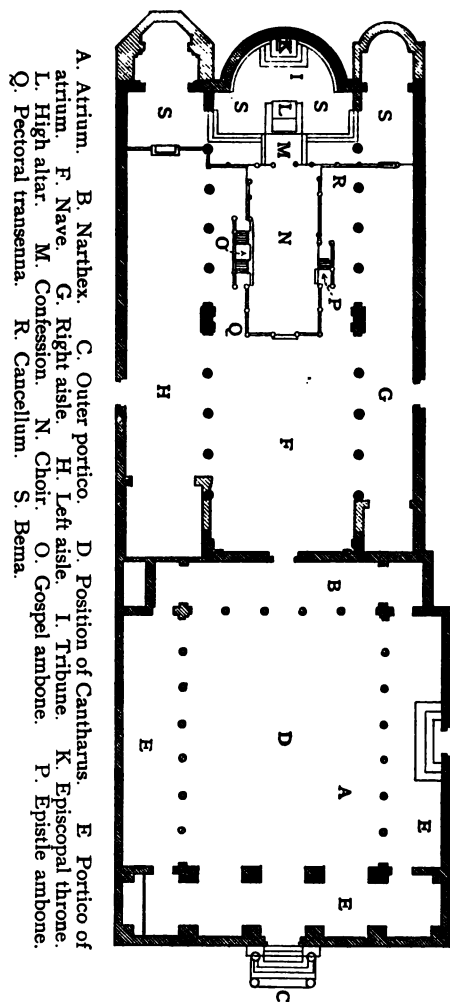 E
S
G
E
R
A
P
B
S
I
K L M N F D C
S
Q
O
S H
E
A. Atrium. B. Narthex. C. Outer portico. D. Position of Cantharus. E Portico of
atrium. F. Nave. G. Right aisle. H. Left aisle. I. Tribune. K. Episcopal throne.
L. High altar. M. Confession. N. Choir. O. Gospel ambone. P. Epistle ambone.
Q. Pectoral transenna. R. Cancellum. S. Bema.